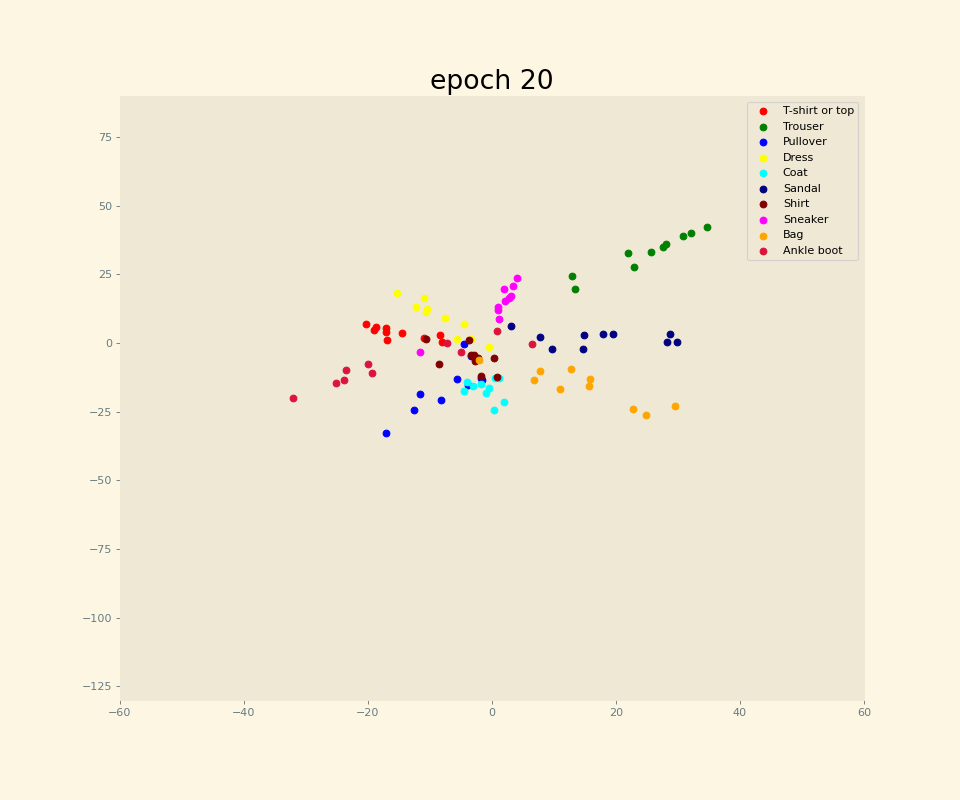 epoch 20
T-shirt or top
Trouser
Pullover
Dress
Coat
Sandal
Shirt
Sneaker
Bag
Ankle boot
75
50
25
0
−25
−50
−75
−100
−125
−60 −40 −20 0 20 40 60